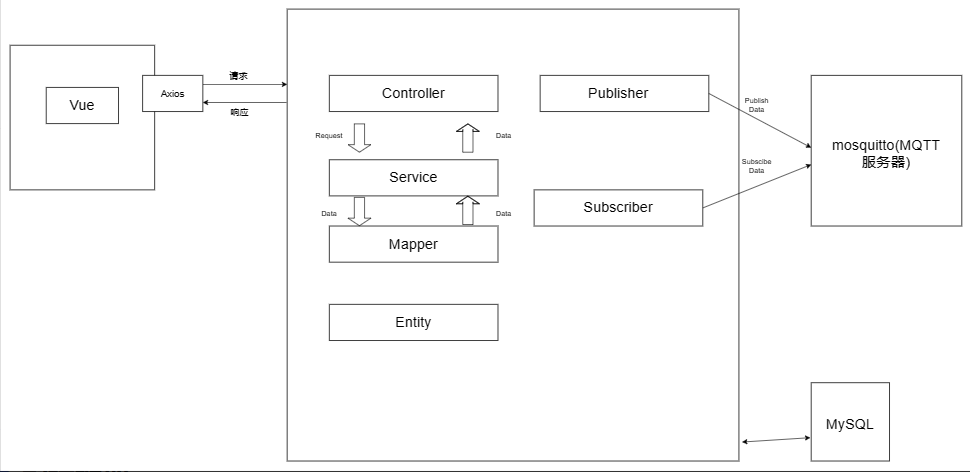 Vue
Axios
请求
响应
Controller
Request
Data
Service
Data
Data
Mapper
Entity
Publisher
Subscriber
Publish
Data
Subscibe
Data
mosquitto(MQTT
服务器)
MySQL